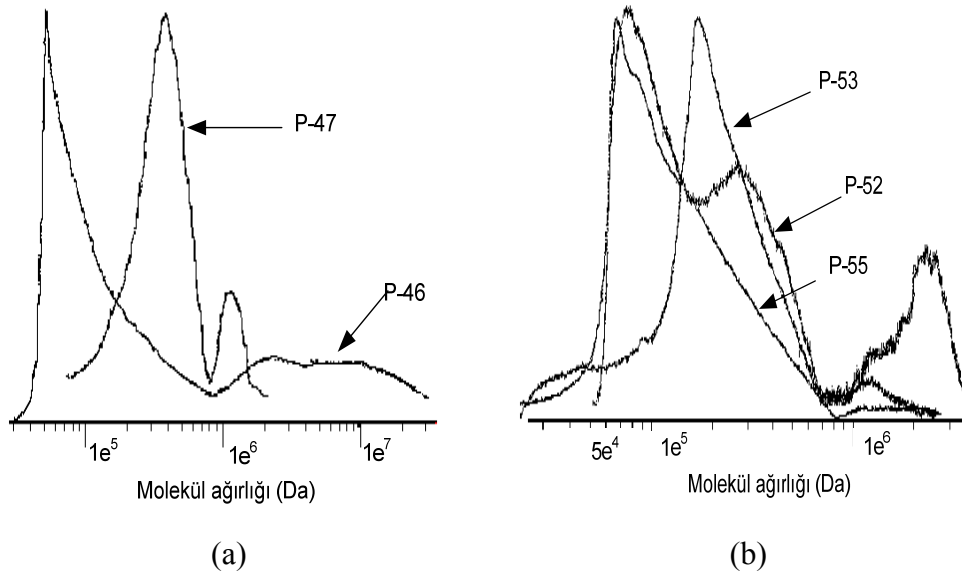 P-47
P-46
1e5
1e6
1e7
Molekül ağırlığı (Da)
(a)
P-53
P-52
P-55
5e4
1e5
1e6
Molekül ağırlığı (Da)
(b)